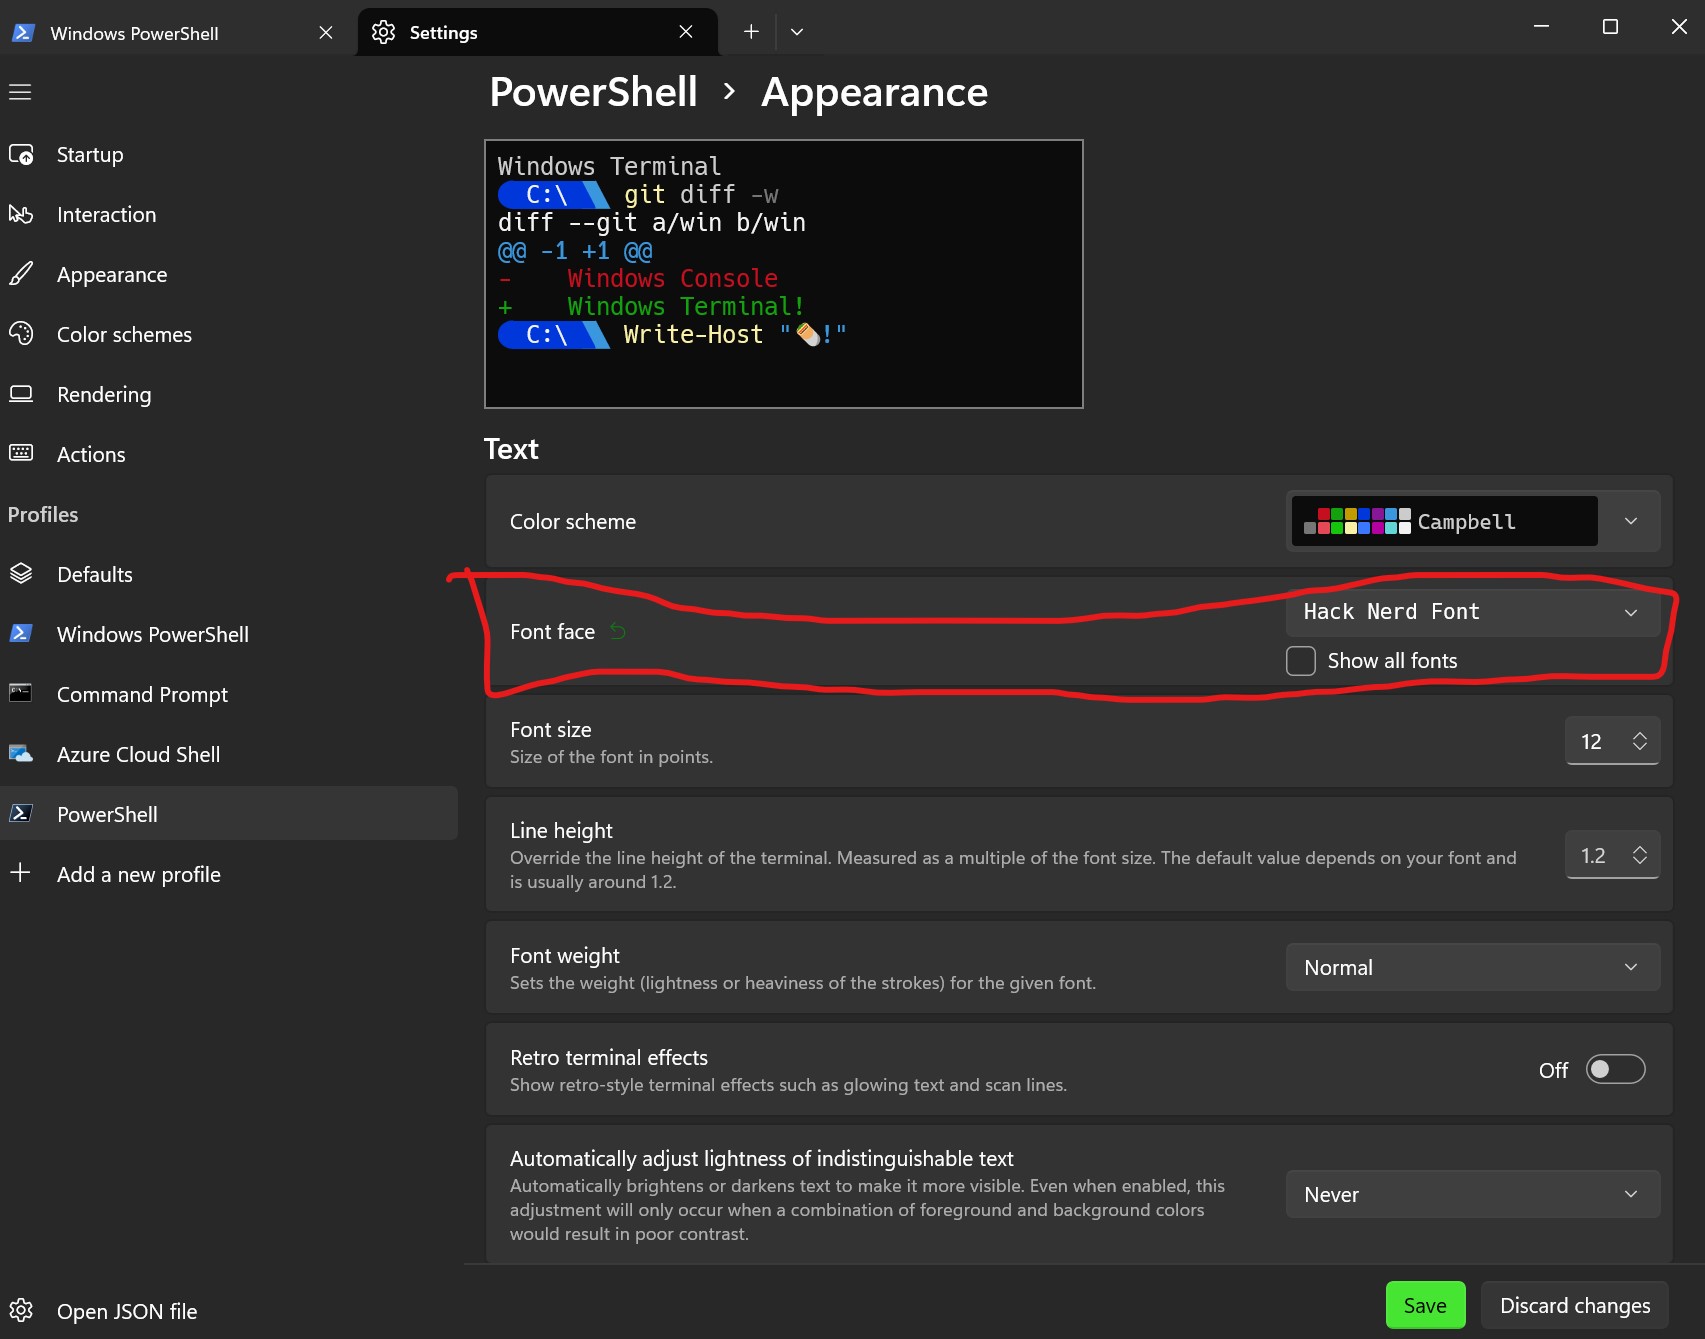 Windows PowerShell
Settings
PowerShell › Appearance
Startup
Interaction
Appearance
Color schemes
Rendering
Actions
Profiles
Defaults
Windows PowerShell
Command Prompt
Azure Cloud Shell
PowerShell
Add a new profile
Open JSON file
Windows Terminal
C:\ git diff -w
diff --git a/win b/win
@@ -1 +1 @@
-    Windows Console
+    Windows Terminal!
C:\ Write-Host "🌯!"
Text
Color scheme
Campbell
Font face
Hack Nerd Font
Show all fonts
Font size
Size of the font in points.
12
Line height
Override the line height of the terminal. Measured as a multiple of the font size. The default value depends on your font and
is usually around 1.2.
1.2
Font weight
Sets the weight (lightness or heaviness of the strokes) for the given font.
Normal
Retro terminal effects
Show retro-style terminal effects such as glowing text and scan lines.
Off
Automatically adjust lightness of indistinguishable text
Automatically brightens or darkens text to make it more visible. Even when enabled, this
adjustment will only occur when a combination of foreground and background colors
would result in poor contrast.
Never
Save
Discard changes